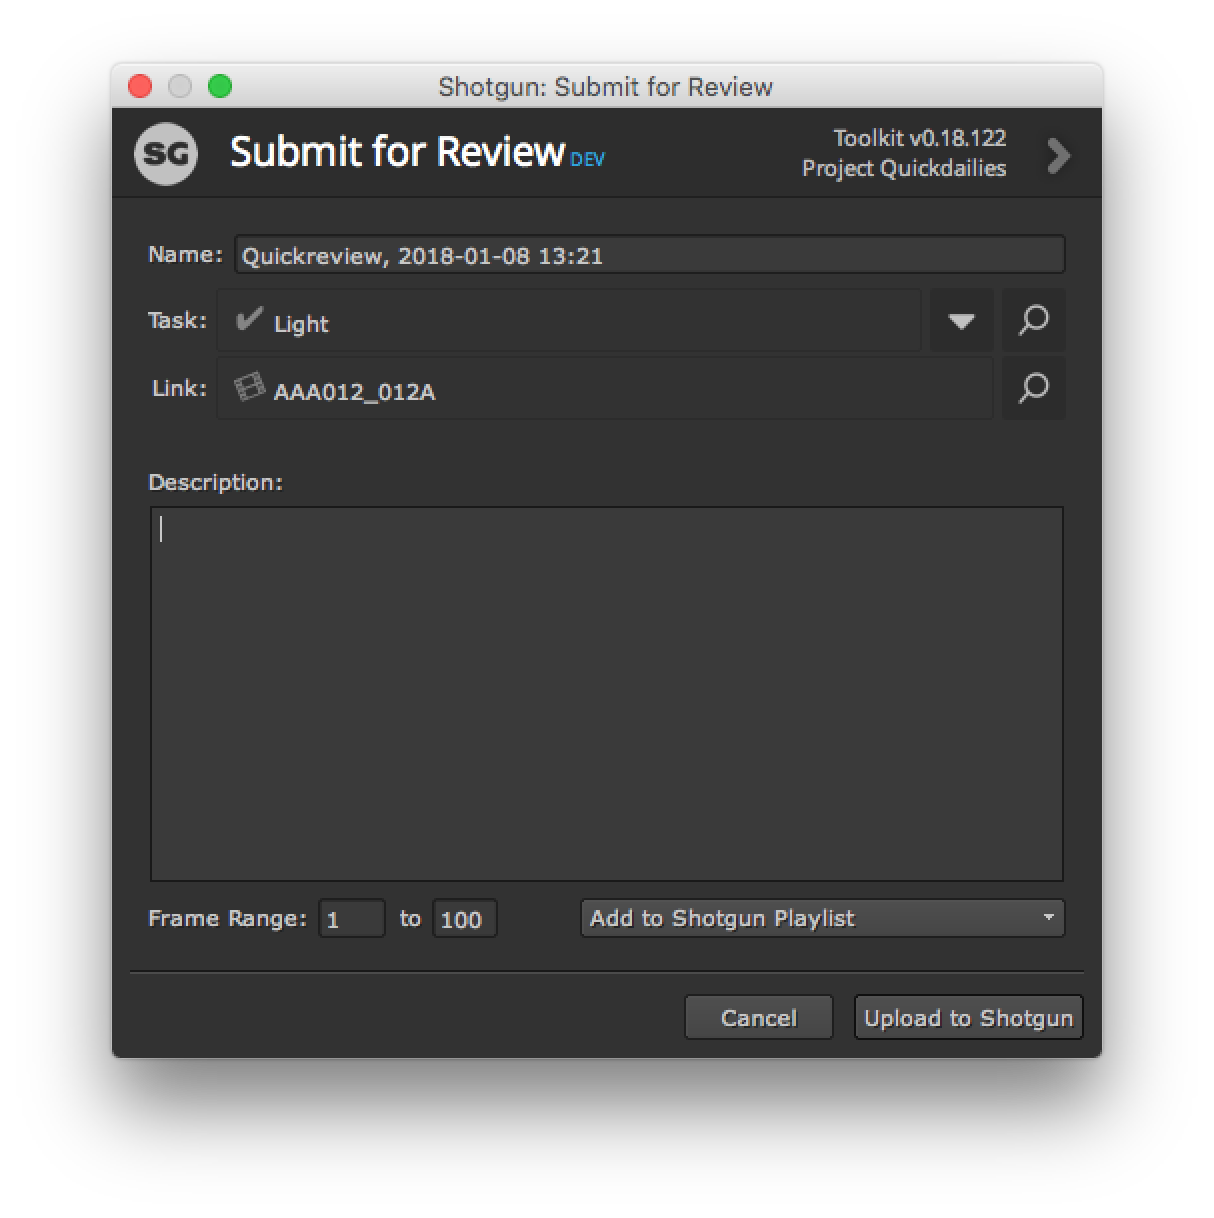 Shotgun: Submit for Review
SG
Submit for Review DEV
Toolkit v0.18.122
Project Quickdailies
Name: Quickreview, 2018-01-08 13:21
Task: Light
Link: AAA012_012A
Description:
Frame Range: 1 to 100 Add to Shotgun Playlist
Cancel Upload to Shotgun